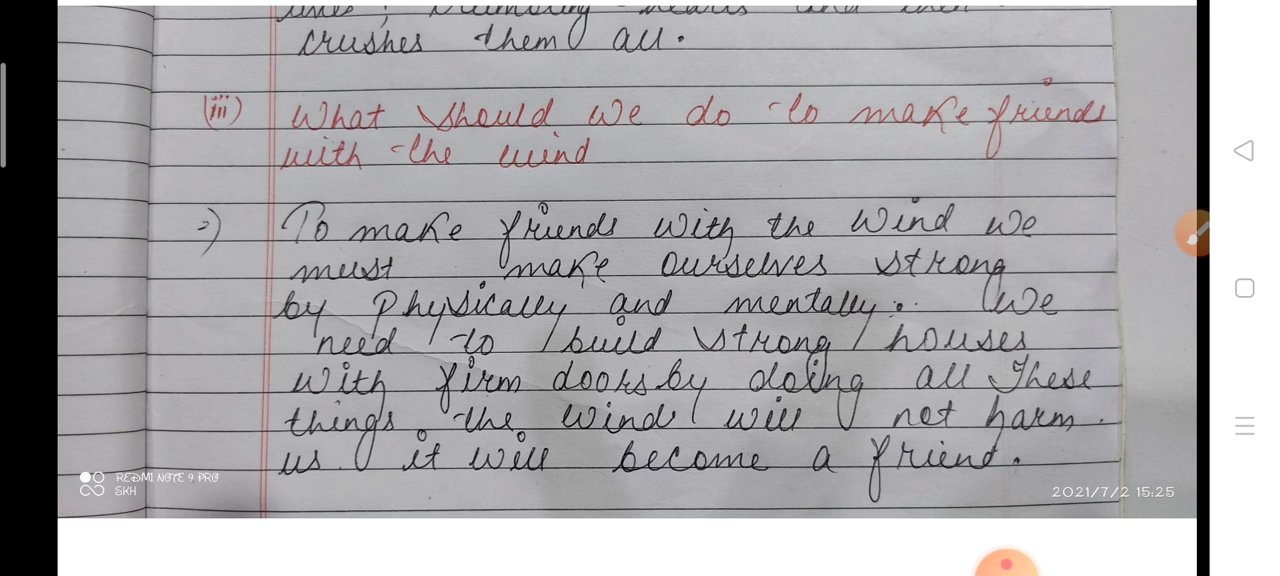 crushes them all.
(iii) What should we do to make friends
with the wind
=) To make friends with the wind we
must make ourselves strong
by physically and mentally. We
need to build strong houses
with firm doors by doing all these
things the wind will not harm
us. it will become a friend.
REDMI NOTE 9 PRO
SKH
2021/7/2 15:25